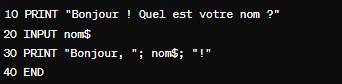 10 PRINT "Bonjour ! Quel est votre nom ?"
20 INPUT nom$
30 PRINT "Bonjour, "; nom$; "!"
40 END